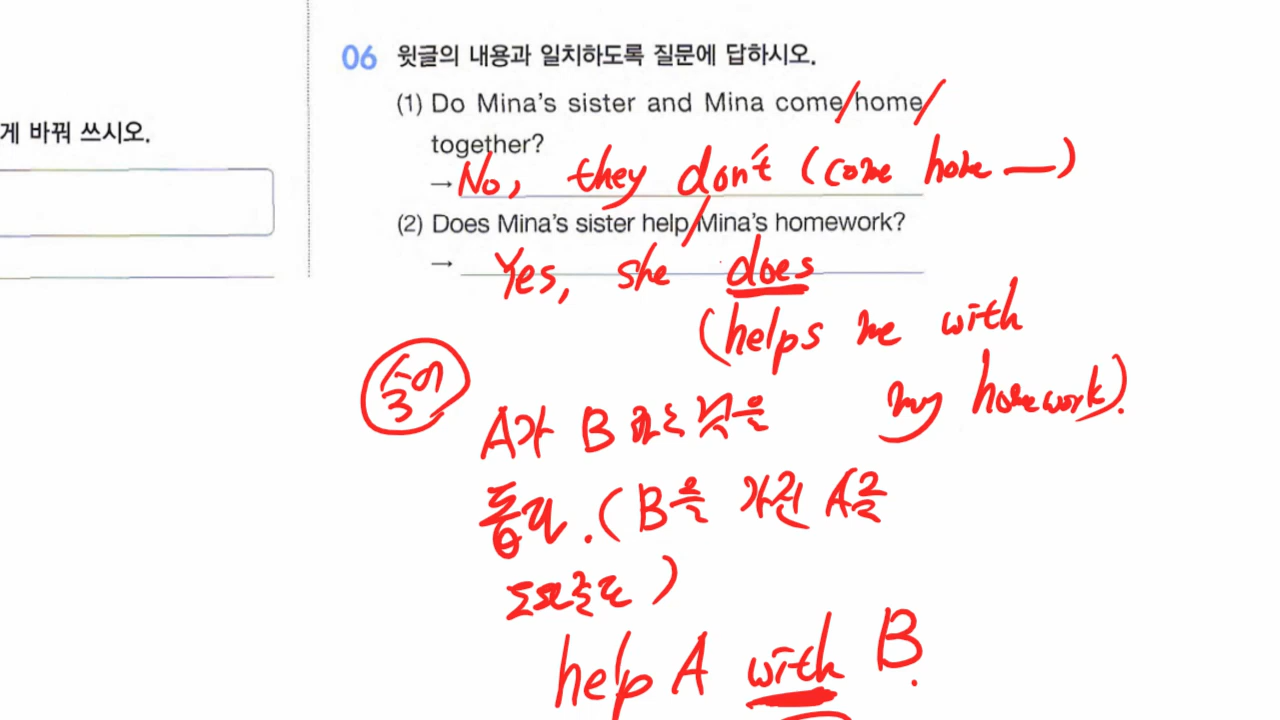 06 윗글의 내용과 일치하도록 질문에 답하시오.
(1) Do Mina's sister and Mina come/home/
게 바꿔 쓰시오.
together?
→ No, they don't (come home —)
(2) Does Mina's sister help/Mina's homework?
→ Yes, she does
(helps me with
my homework).
숙어
A가 B 하는 것을
돕다. (B을 가진 A를
도와주는)
help A with B.